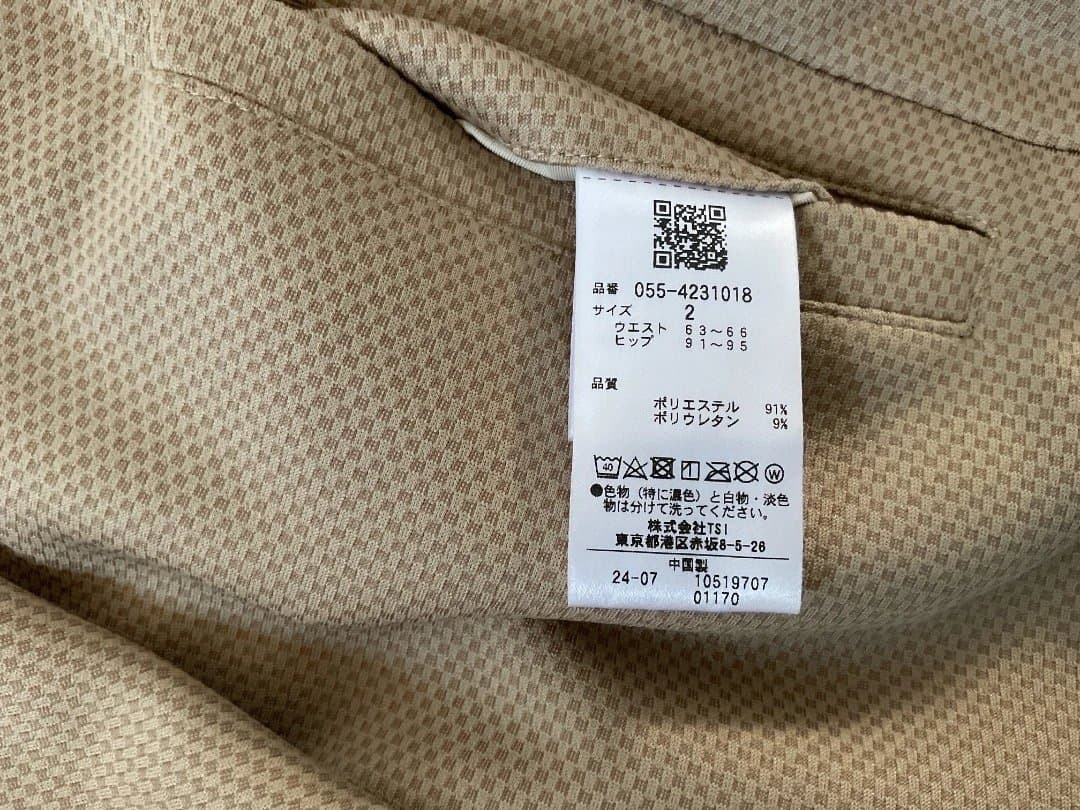 品番 055-4231018
サイズ 2
ウエスト 63～66
ヒップ 91～95
品質
ポリエステル 91%
ポリウレタン 9%
40 W
●色物（特に濃色）と白物・淡色
物は分けて洗ってください。
株式会社TSI
東京都港区赤坂8-5-26
中国製
24-07 10519707
01170